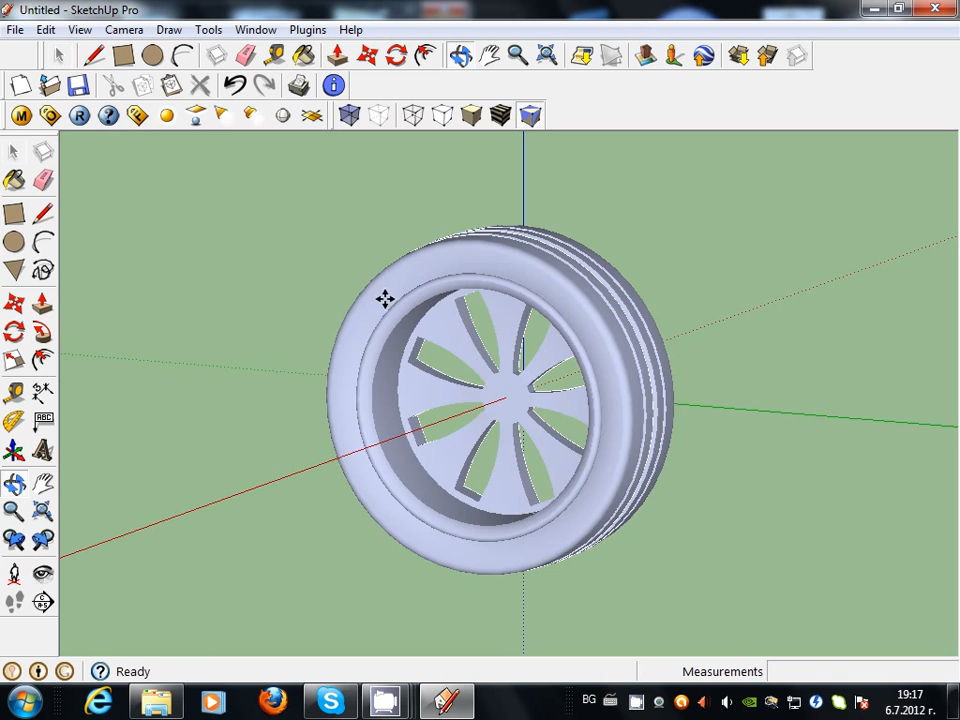 Untitled - SketchUp Pro
File Edit View Camera Draw Tools Window Plugins Help
M R ?
ABC
Ready
Measurements
BG
19:17
6.7.2012 г.